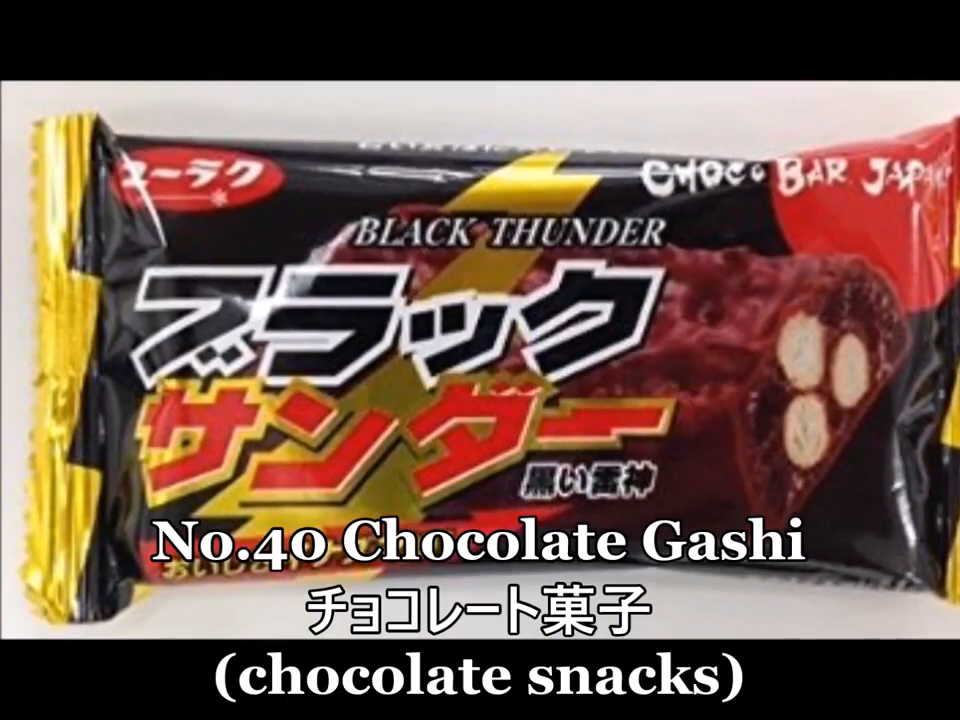 ユーラク
CHOCO BAR JAPAN
BLACK THUNDER
ブラック
サンダー
黒い雷神
No.40 Chocolate Gashi
チョコレート菓子
(chocolate snacks)